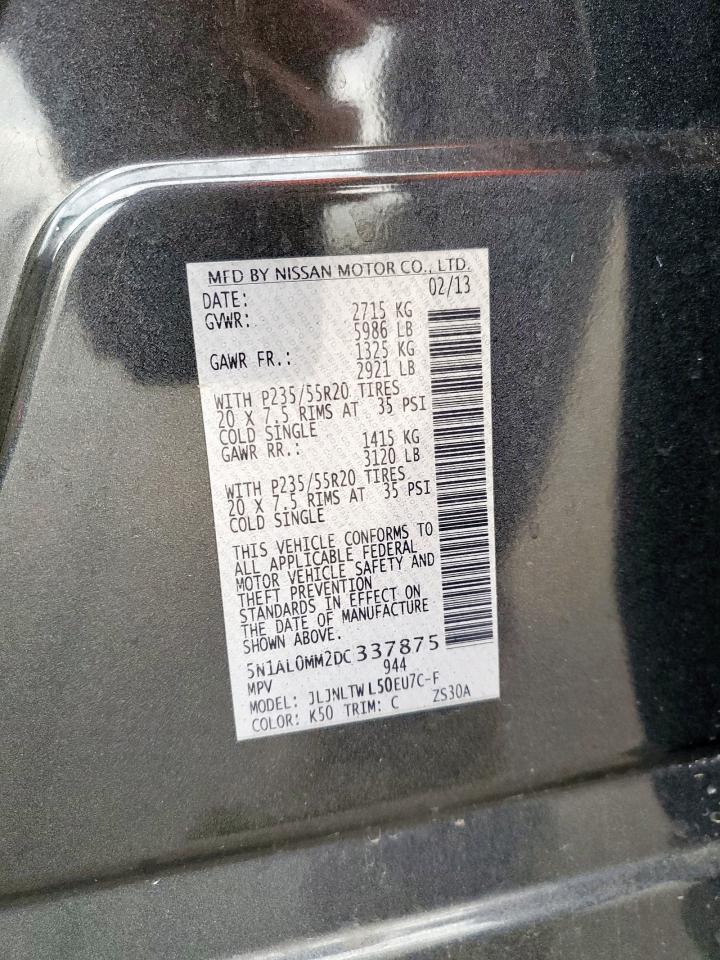 MFD BY NISSAN MOTOR CO., LTD.
DATE: 02/13
GVWR: 2715 KG
5986 LB
GAWR FR.: 1325 KG
2921 LB
WITH P235/55R20 TIRES
20 X 7.5 RIMS AT 35 PSI
COLD SINGLE
GAWR RR.: 1415 KG
3120 LB
WITH P235/55R20 TIRES
20 X 7.5 RIMS AT 35 PSI
COLD SINGLE
THIS VEHICLE CONFORMS TO
ALL APPLICABLE FEDERAL
MOTOR VEHICLE SAFETY AND
THEFT PREVENTION
STANDARDS IN EFFECT ON
THE DATE OF MANUFACTURE
SHOWN ABOVE.
5N1AL0MM2DC337875
MPV 944
MODEL: JLJNLTWL50EU7C-F
COLOR: K50 TRIM: C ZS30A